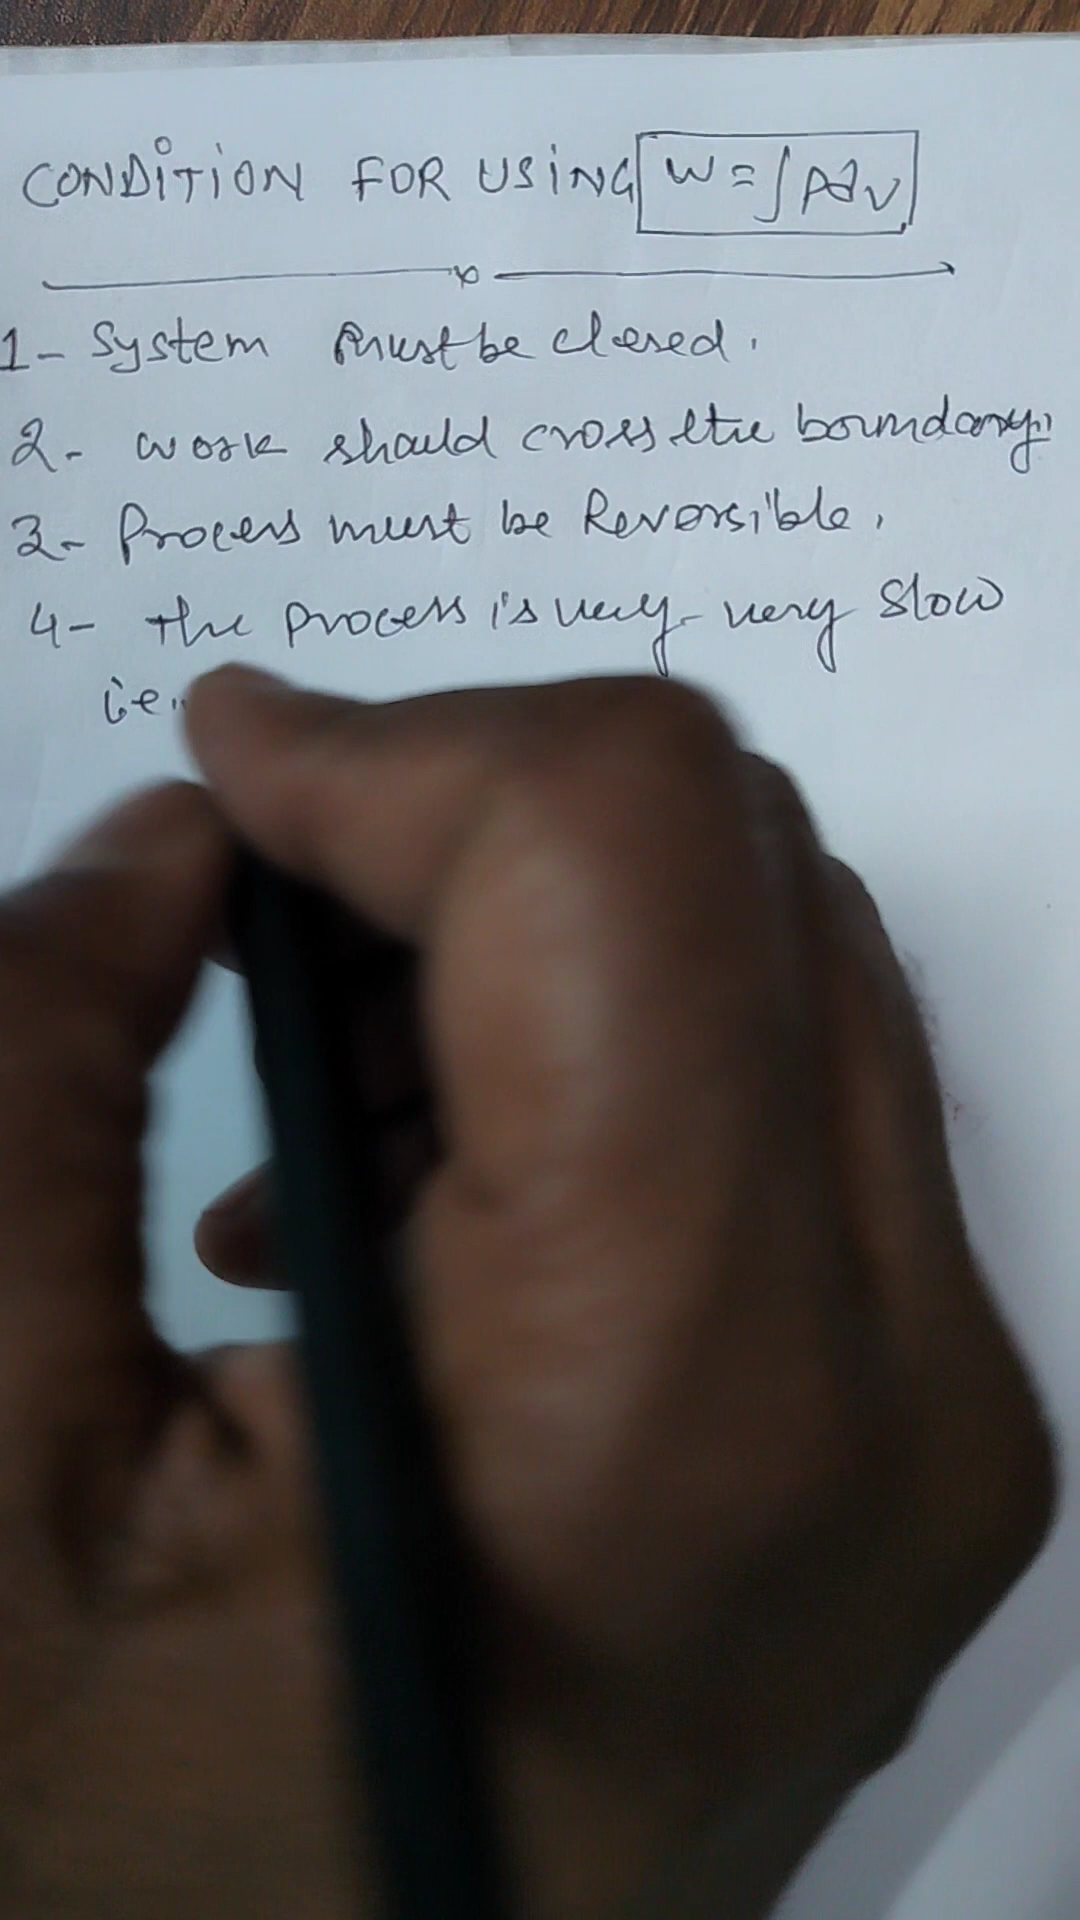 CONDITION FOR USING W = ∫PdV
1- System must be closed.
2- work should cross the boundary.
3- Process must be Reversible.
4- the process is very very slow
i.e.